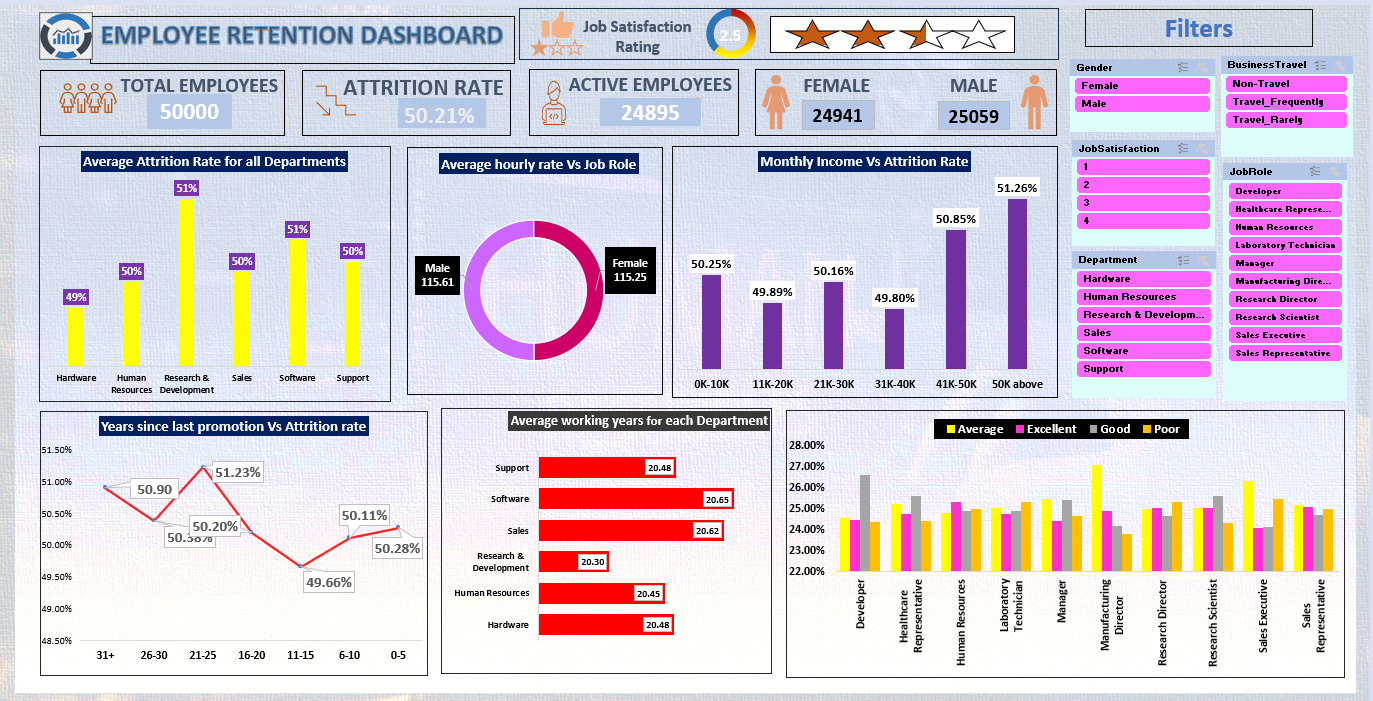 EMPLOYEE RETENTION DASHBOARD
Job Satisfaction
Rating
2.5
Filters
TOTAL EMPLOYEES
50000
ATTRITION RATE
50.21%
ACTIVE EMPLOYEES
24895
FEMALE
24941
MALE
25059
Gender
Female
Male
BusinessTravel
Non-Travel
Travel_Frequently
Travel_Rarely
JobSatisfaction
1
2
3
4
JobRole
Developer
Healthcare Represe...
Human Resources
Laboratory Technician
Manager
Manufacturing Dire...
Research Director
Research Scientist
Sales Executive
Sales Representative
Department
Hardware
Human Resources
Research & Developm...
Sales
Software
Support
Average Attrition Rate for all Departments
49%
50%
51%
50%
51%
50%
Hardware
Human
Resources
Research &
Development
Sales
Software
Support
Average hourly rate Vs Job Role
Male
115.61
Female
115.25
Monthly Income Vs Attrition Rate
50.25%
49.89%
50.16%
49.80%
50.85%
51.26%
0K-10K
11K-20K
21K-30K
31K-40K
41K-50K
50K above
Years since last promotion Vs Attrition rate
51.50%
51.00%
50.50%
50.00%
49.50%
49.00%
48.50%
50.90
50.38%
51.23%
50.20%
49.66%
50.11%
50.28%
31+
26-30
21-25
16-20
11-15
6-10
0-5
Average working years for each Department
Support
20.48
Software
20.65
Sales
20.62
Research &
Development
20.30
Human Resources
20.45
Hardware
20.48
Average
Excellent
Good
Poor
28.00%
27.00%
26.00%
25.00%
24.00%
23.00%
22.00%
Developer
Healthcare
Representative
Human Resources
Laboratory
Technician
Manager
Manufacturing
Director
Research Director
Research Scientist
Sales Executive
Sales
Representative